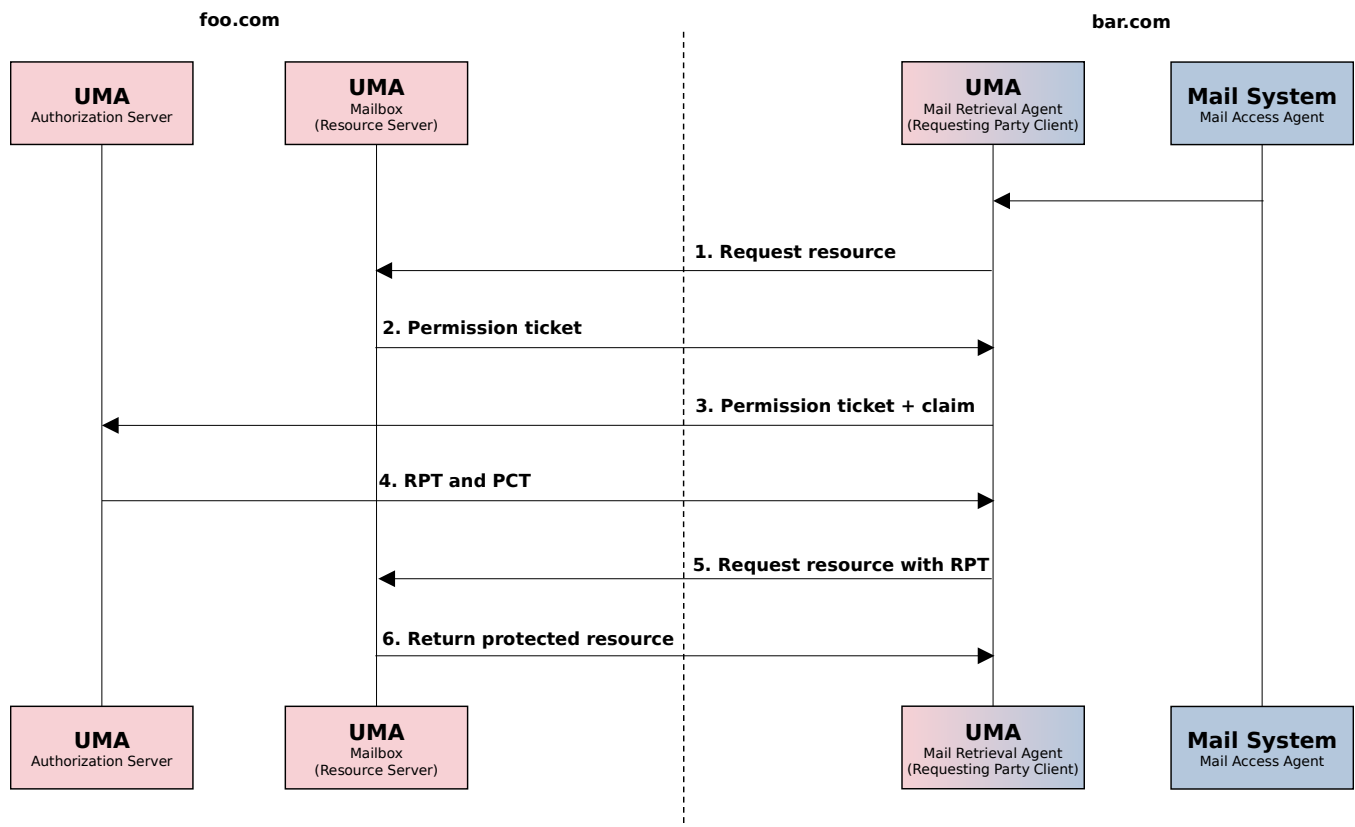 foo.com
bar.com
UMA
Authorization Server
UMA
Mailbox
(Resource Server)
UMA
Mail Retrieval Agent
(Requesting Party Client)
Mail System
Mail Access Agent
1. Request resource
2. Permission ticket
3. Permission ticket + claim
4. RPT and PCT
5. Request resource with RPT
6. Return protected resource
UMA
Authorization Server
UMA
Mailbox
(Resource Server)
UMA
Mail Retrieval Agent
(Requesting Party Client)
Mail System
Mail Access Agent